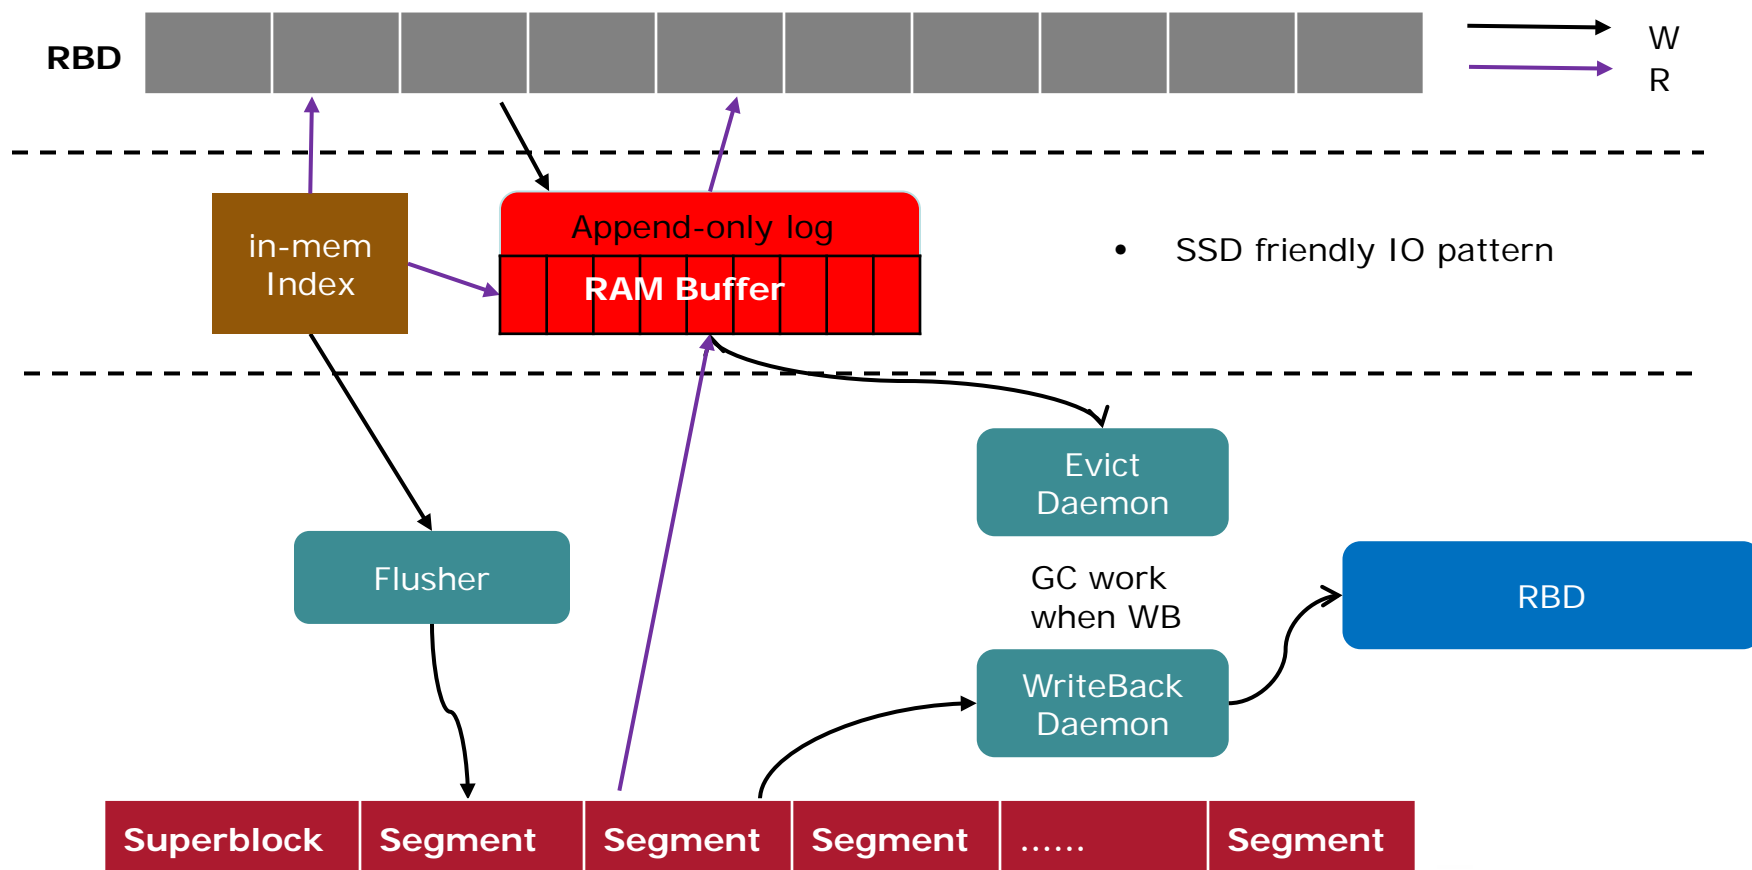 RBD
W
R
in-mem
Index
Append-only log
RAM Buffer
• SSD friendly IO pattern
Evict
Daemon
Flusher
GC work
when WB
RBD
WriteBack
Daemon
Superblock Segment Segment Segment ...... Segment